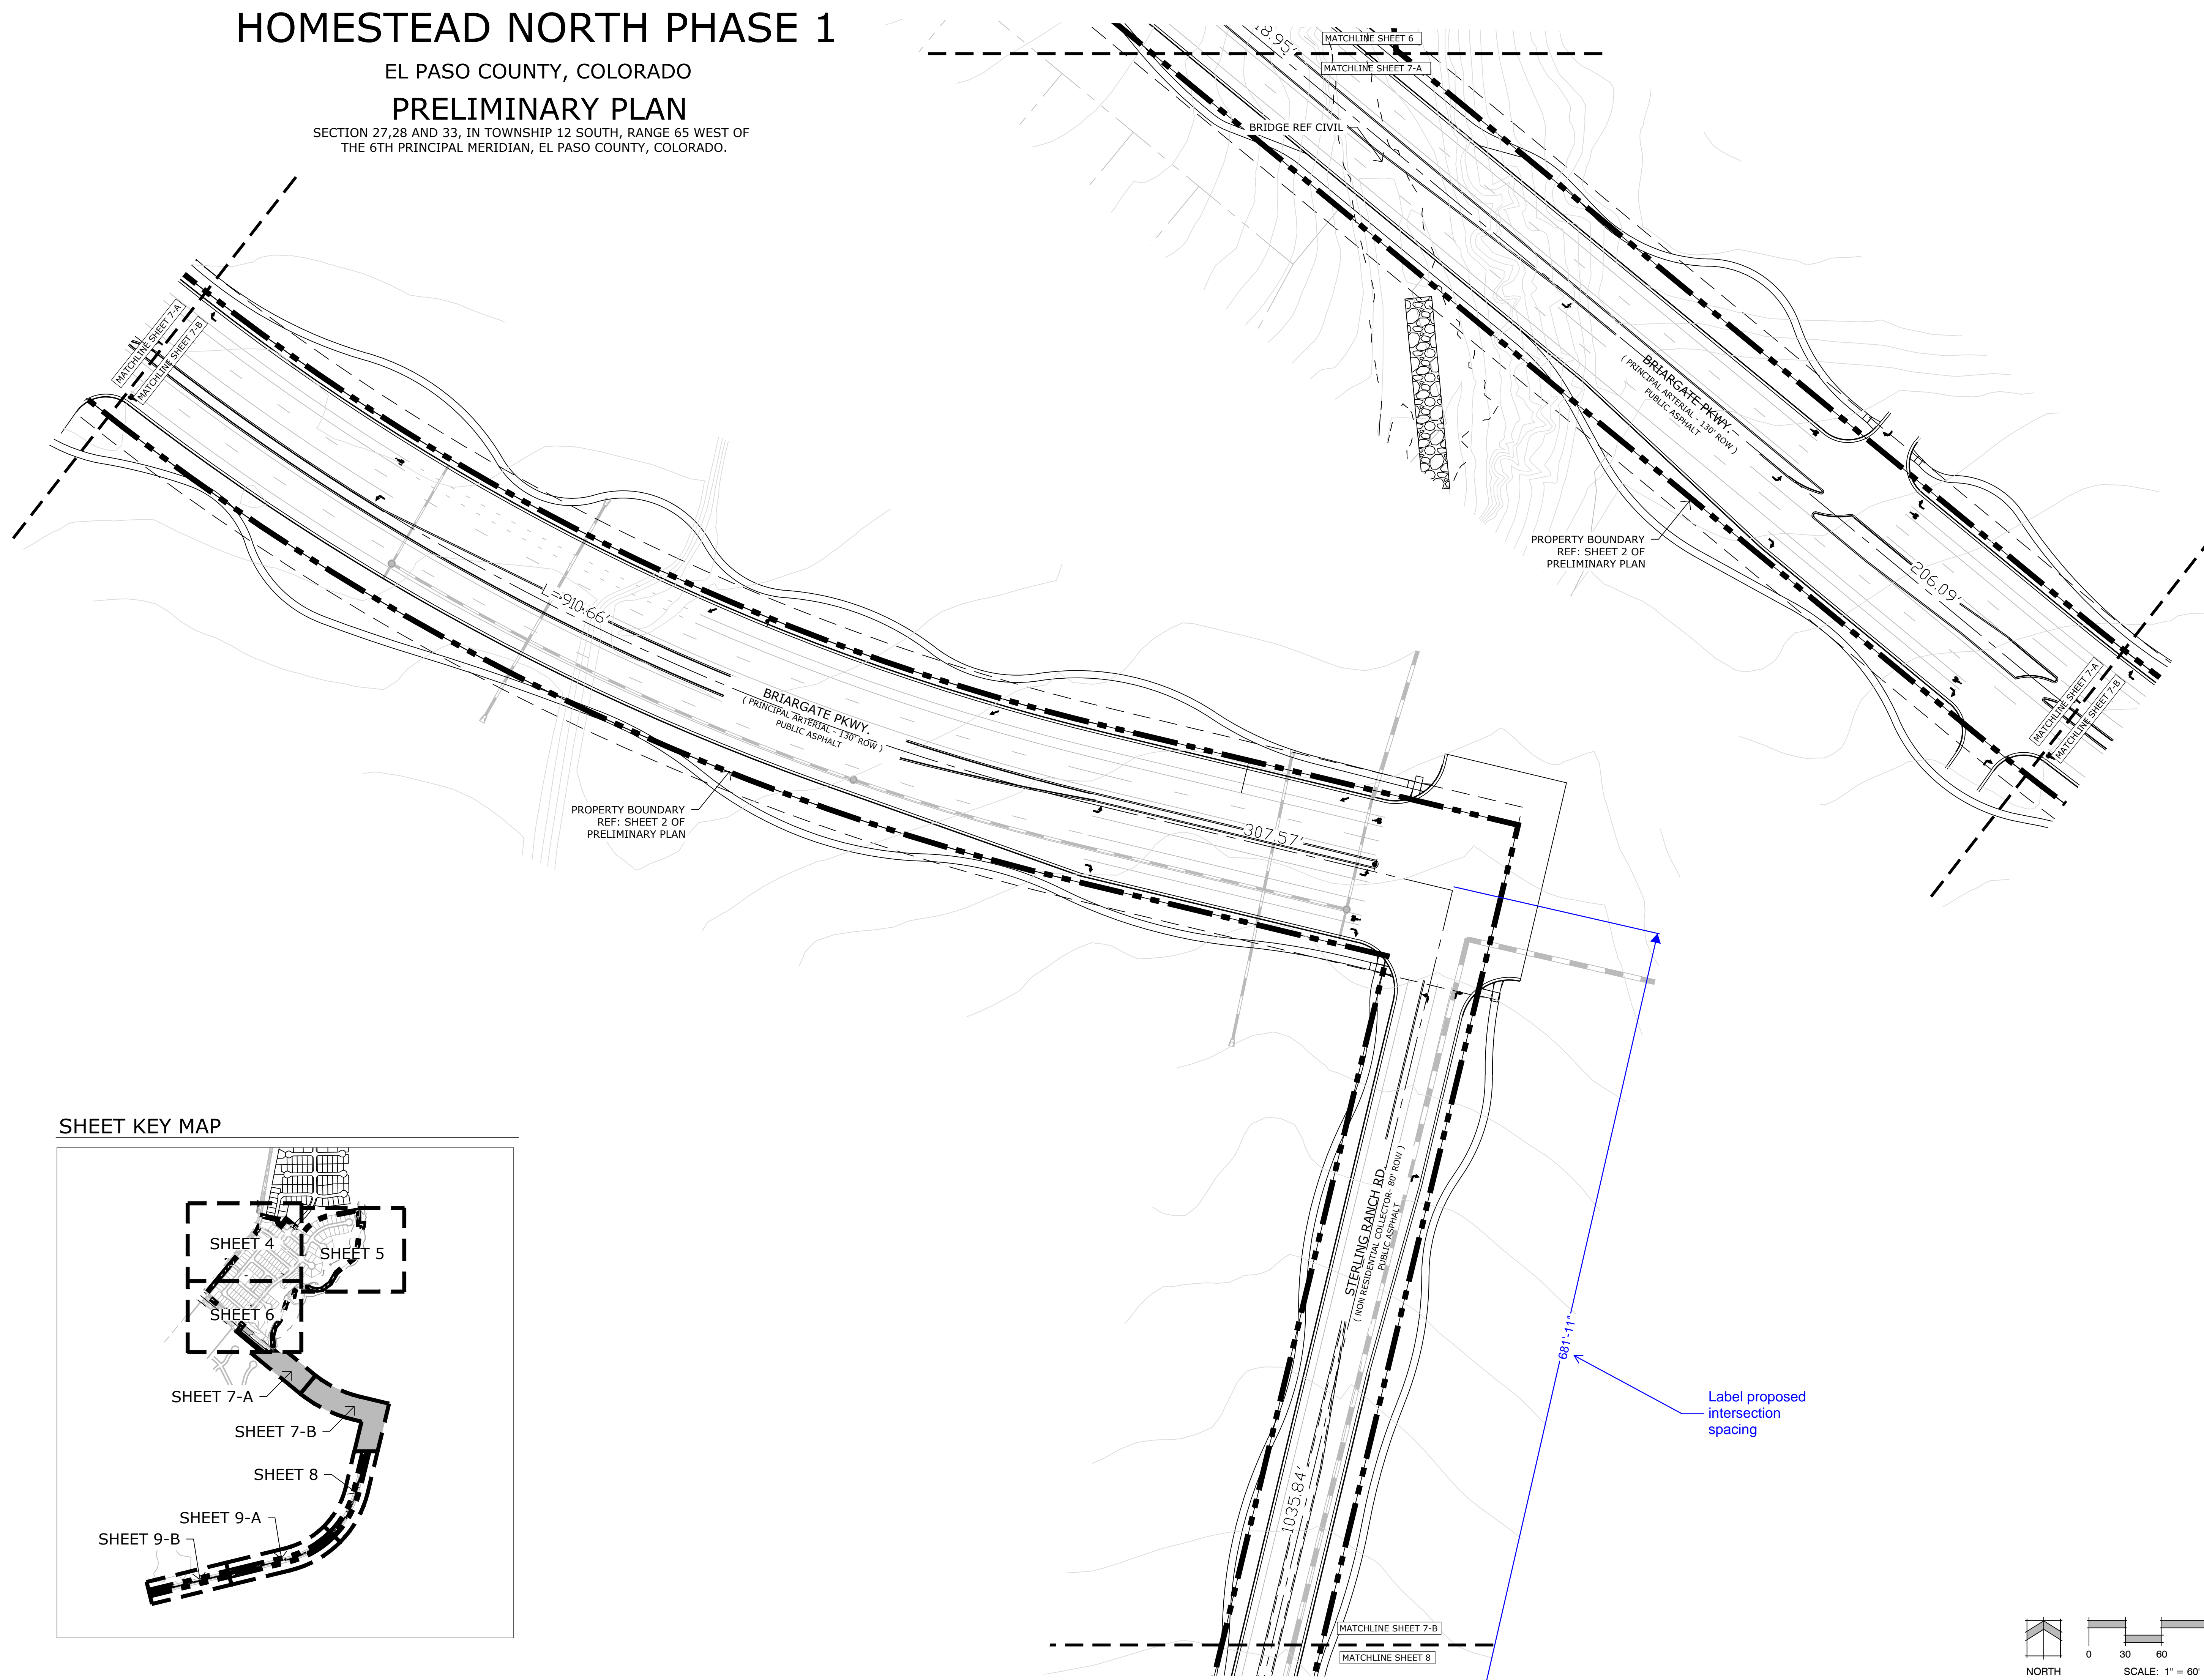 HOMESTEAD NORTH PHASE 1
EL PASO COUNTY, COLORADO
PRELIMINARY PLAN
SECTION 27,28 AND 33, IN TOWNSHIP 12 SOUTH, RANGE 65 WEST OF
THE 6TH PRINCIPAL MERIDIAN, EL PASO COUNTY, COLORADO.
MATCHLINE SHEET 6
MATCHLINE SHEET 7-A
18.95'
BRIDGE REF CIVIL
BRIARGATE PKWY.
( PRINCIPAL ARTERIAL - 130' ROW )
PUBLIC ASPHALT
PROPERTY BOUNDARY
REF: SHEET 2 OF
PRELIMINARY PLAN
206.09'
MATCHLINE SHEET 7-A
MATCHLINE SHEET 7-B
MATCHLINE SHEET 7-A
MATCHLINE SHEET 7-B
L=910.66'
BRIARGATE PKWY.
( PRINCIPAL ARTERIAL - 130' ROW )
PUBLIC ASPHALT
PROPERTY BOUNDARY
REF: SHEET 2 OF
PRELIMINARY PLAN
307.57'
STERLING RANCH RD.
( NON RESIDENTIAL COLLECTOR- 80' ROW )
PUBLIC ASPHALT
1035.84'
681'-11"
Label proposed
intersection
spacing
MATCHLINE SHEET 7-B
MATCHLINE SHEET 8
SHEET KEY MAP
SHEET 4
SHEET 5
SHEET 6
SHEET 7-A
SHEET 7-B
SHEET 8
SHEET 9-A
SHEET 9-B
NORTH
0 30 60
SCALE: 1" = 60'